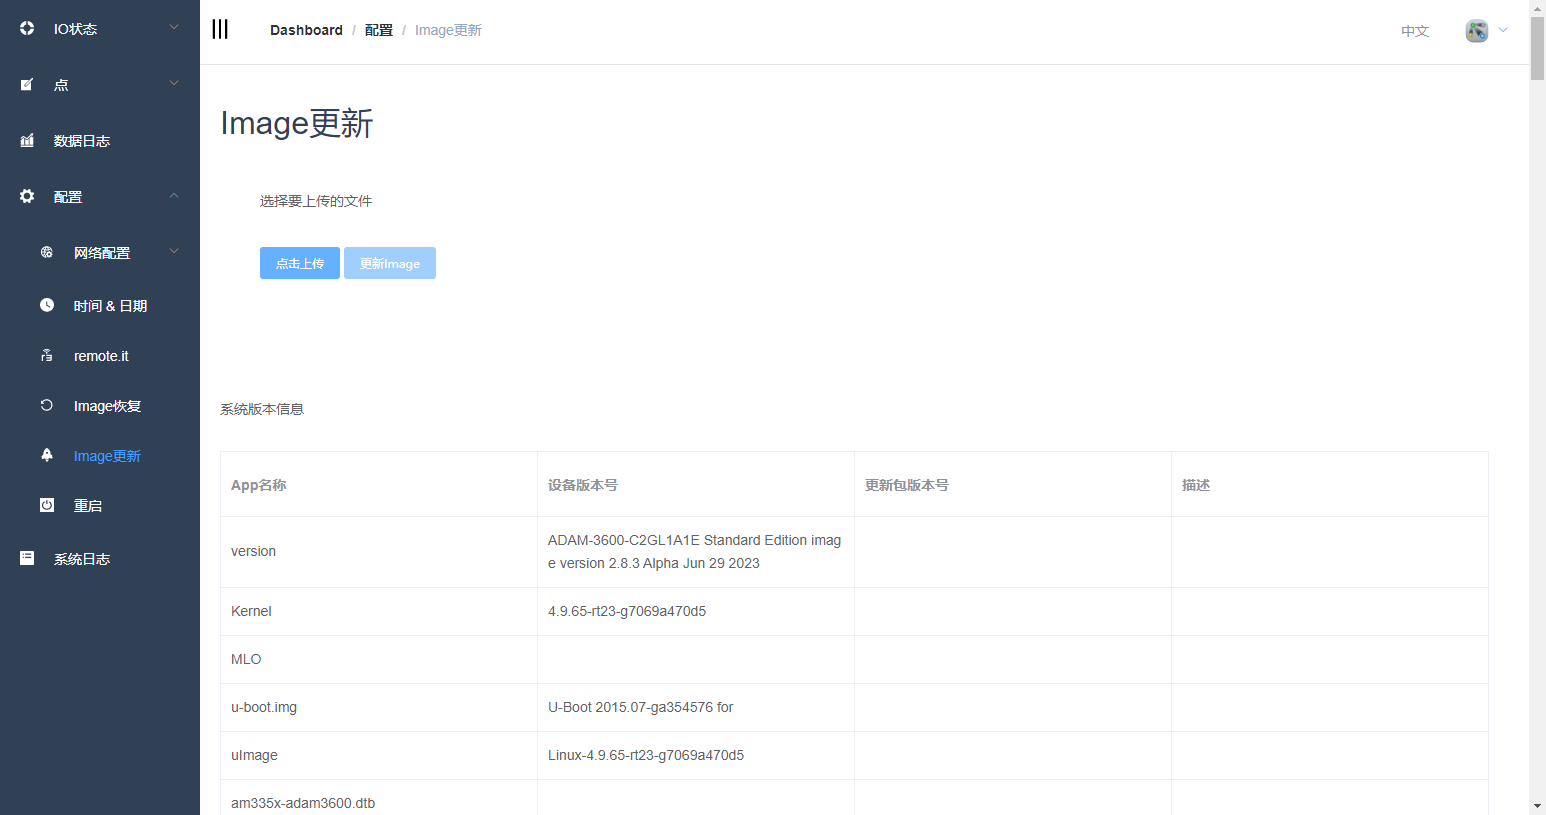 IO状态
点
数据日志
配置
网络配置
时间 & 日期
remote.it
Image恢复
Image更新
重启
系统日志
Dashboard / 配置 / Image更新
中文
Image更新
选择要上传的文件
点击上传 更新Image
系统版本信息
App名称 设备版本号 更新包版本号 描述
version ADAM-3600-C2GL1A1E Standard Edition imag
e version 2.8.3 Alpha Jun 29 2023
Kernel 4.9.65-rt23-g7069a470d5
MLO
u-boot.img U-Boot 2015.07-ga354576 for
uImage Linux-4.9.65-rt23-g7069a470d5
am335x-adam3600.dtb